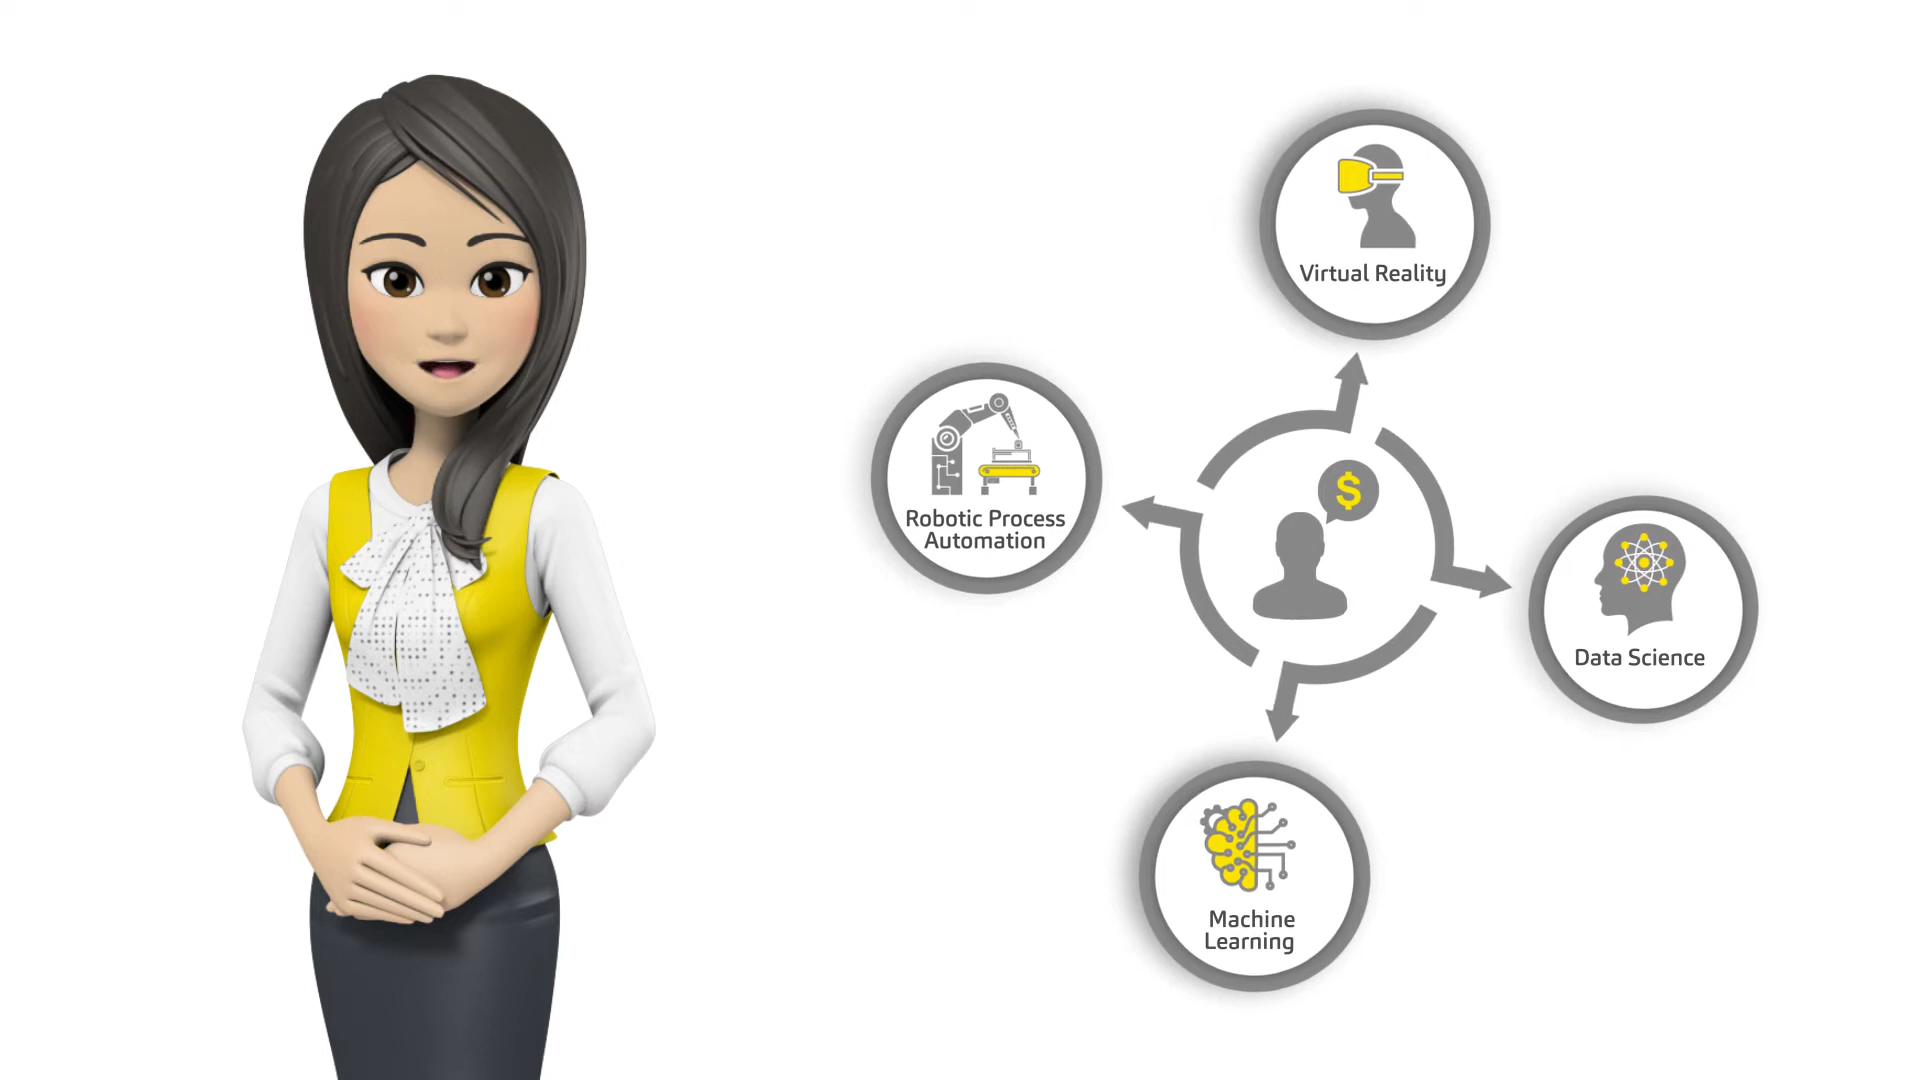 Virtual Reality
$
Robotic Process
Automation
Data Science
Machine
Learning